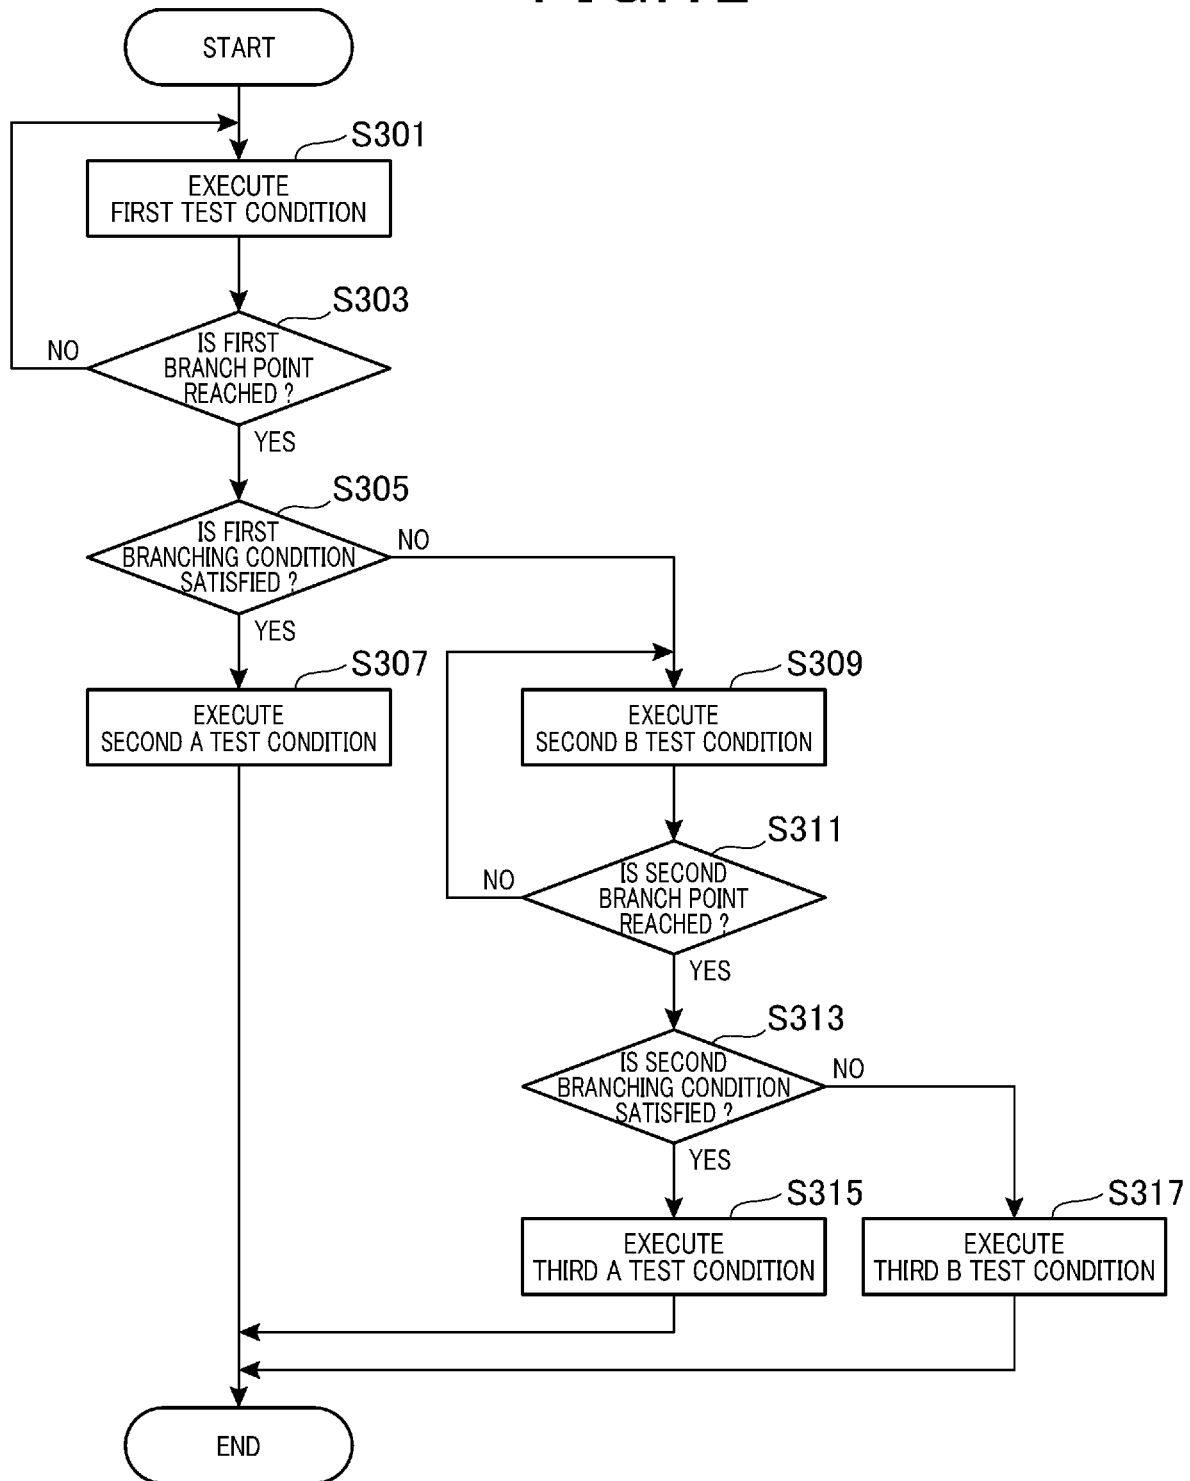 START
S301
EXECUTE
FIRST TEST CONDITION
S303
IS FIRST
BRANCH POINT
REACHED ?
NO
YES
S305
IS FIRST
BRANCHING CONDITION
SATISFIED ?
NO
YES
S307
EXECUTE
SECOND A TEST CONDITION
S309
EXECUTE
SECOND B TEST CONDITION
S311
IS SECOND
BRANCH POINT
REACHED ?
NO
YES
S313
IS SECOND
BRANCHING CONDITION
SATISFIED ?
NO
YES
S315
EXECUTE
THIRD A TEST CONDITION
S317
EXECUTE
THIRD B TEST CONDITION
END